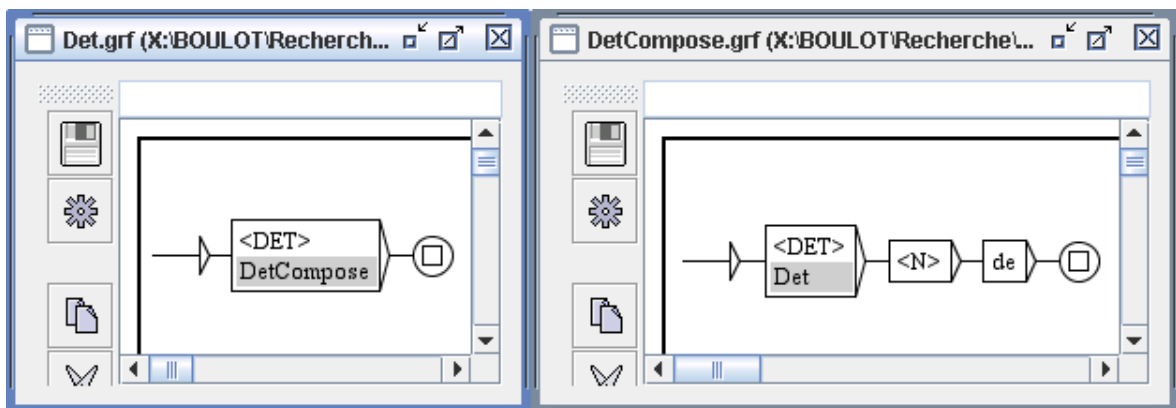 Det.grf (X:\BOULOT\Recherch...
<DET>
DetCompose
DetCompose.grf (X:\BOULOT\Recherche\...
<DET>
Det
<N>
de